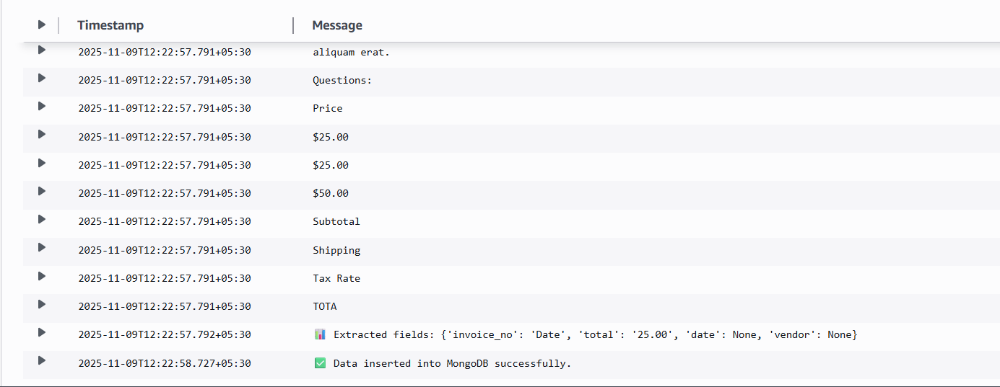 Timestamp Message
2025-11-09T12:22:57.791+05:30 aliquam erat.
2025-11-09T12:22:57.791+05:30 Questions:
2025-11-09T12:22:57.791+05:30 Price
2025-11-09T12:22:57.791+05:30 $25.00
2025-11-09T12:22:57.791+05:30 $25.00
2025-11-09T12:22:57.791+05:30 $50.00
2025-11-09T12:22:57.791+05:30 Subtotal
2025-11-09T12:22:57.791+05:30 Shipping
2025-11-09T12:22:57.791+05:30 Tax Rate
2025-11-09T12:22:57.791+05:30 TOTA
2025-11-09T12:22:57.792+05:30 📊 Extracted fields: {'invoice_no': 'Date', 'total': '25.00', 'date': None, 'vendor': None}
2025-11-09T12:22:58.727+05:30 ✅ Data inserted into MongoDB successfully.